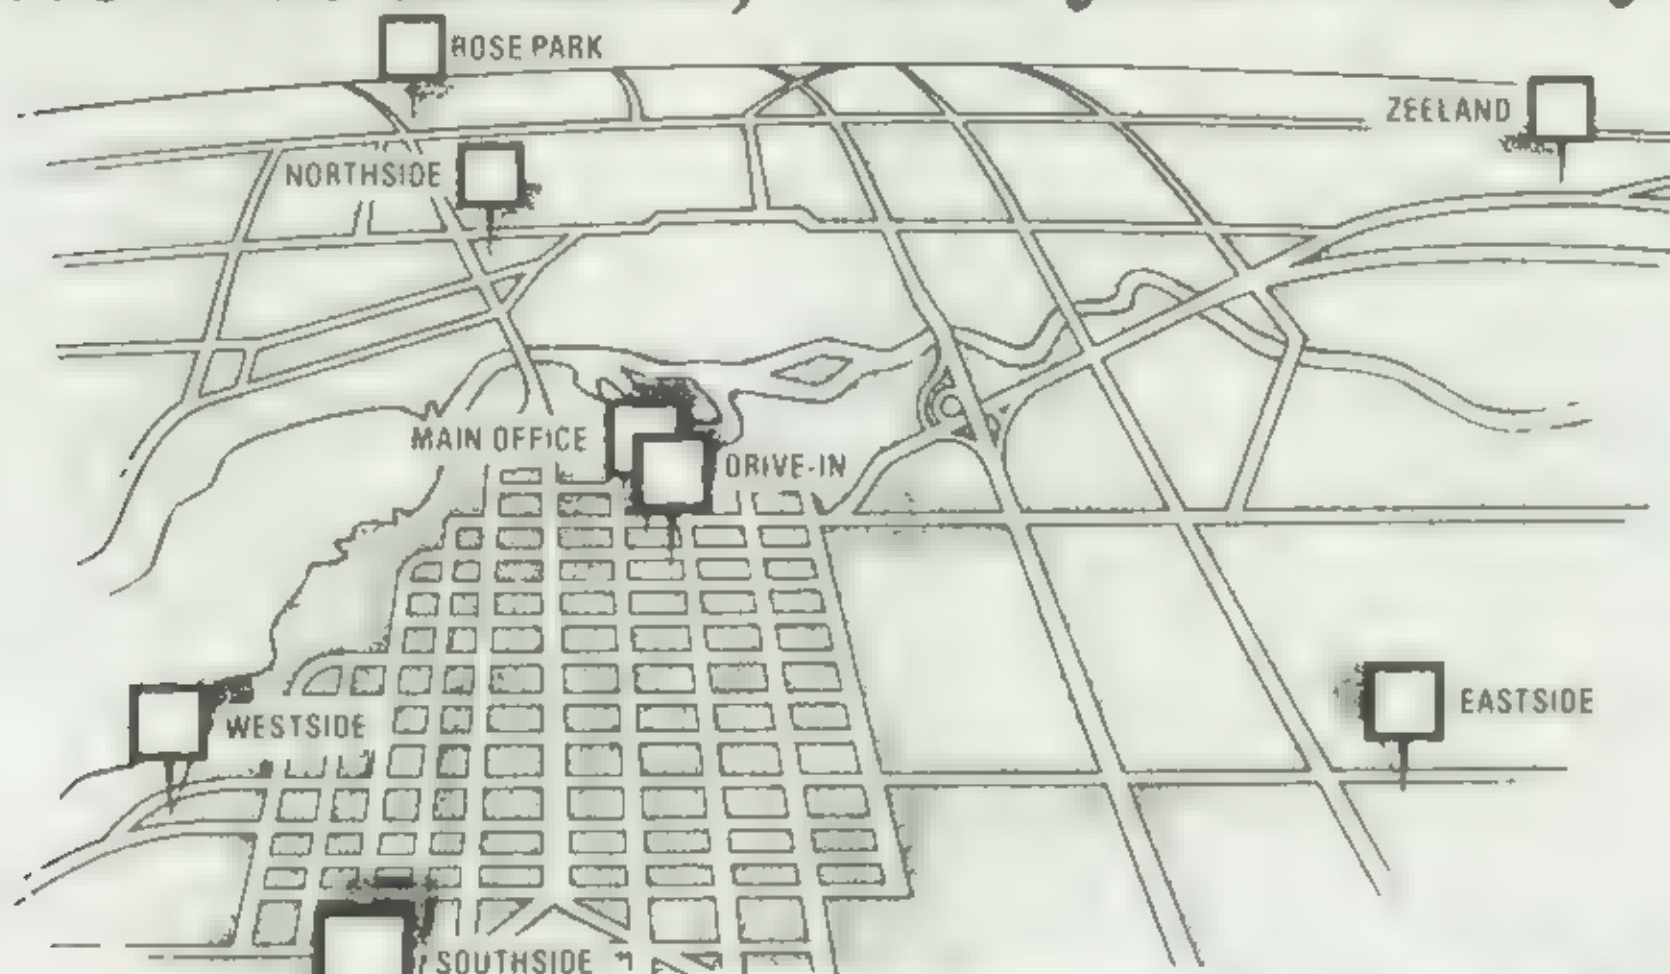 ROSE PARK
ZEELAND
NORTHSIDE
MAIN OFFICE
DRIVE-IN
EASTSIDE
WESTSIDE
SOUTHSIDE